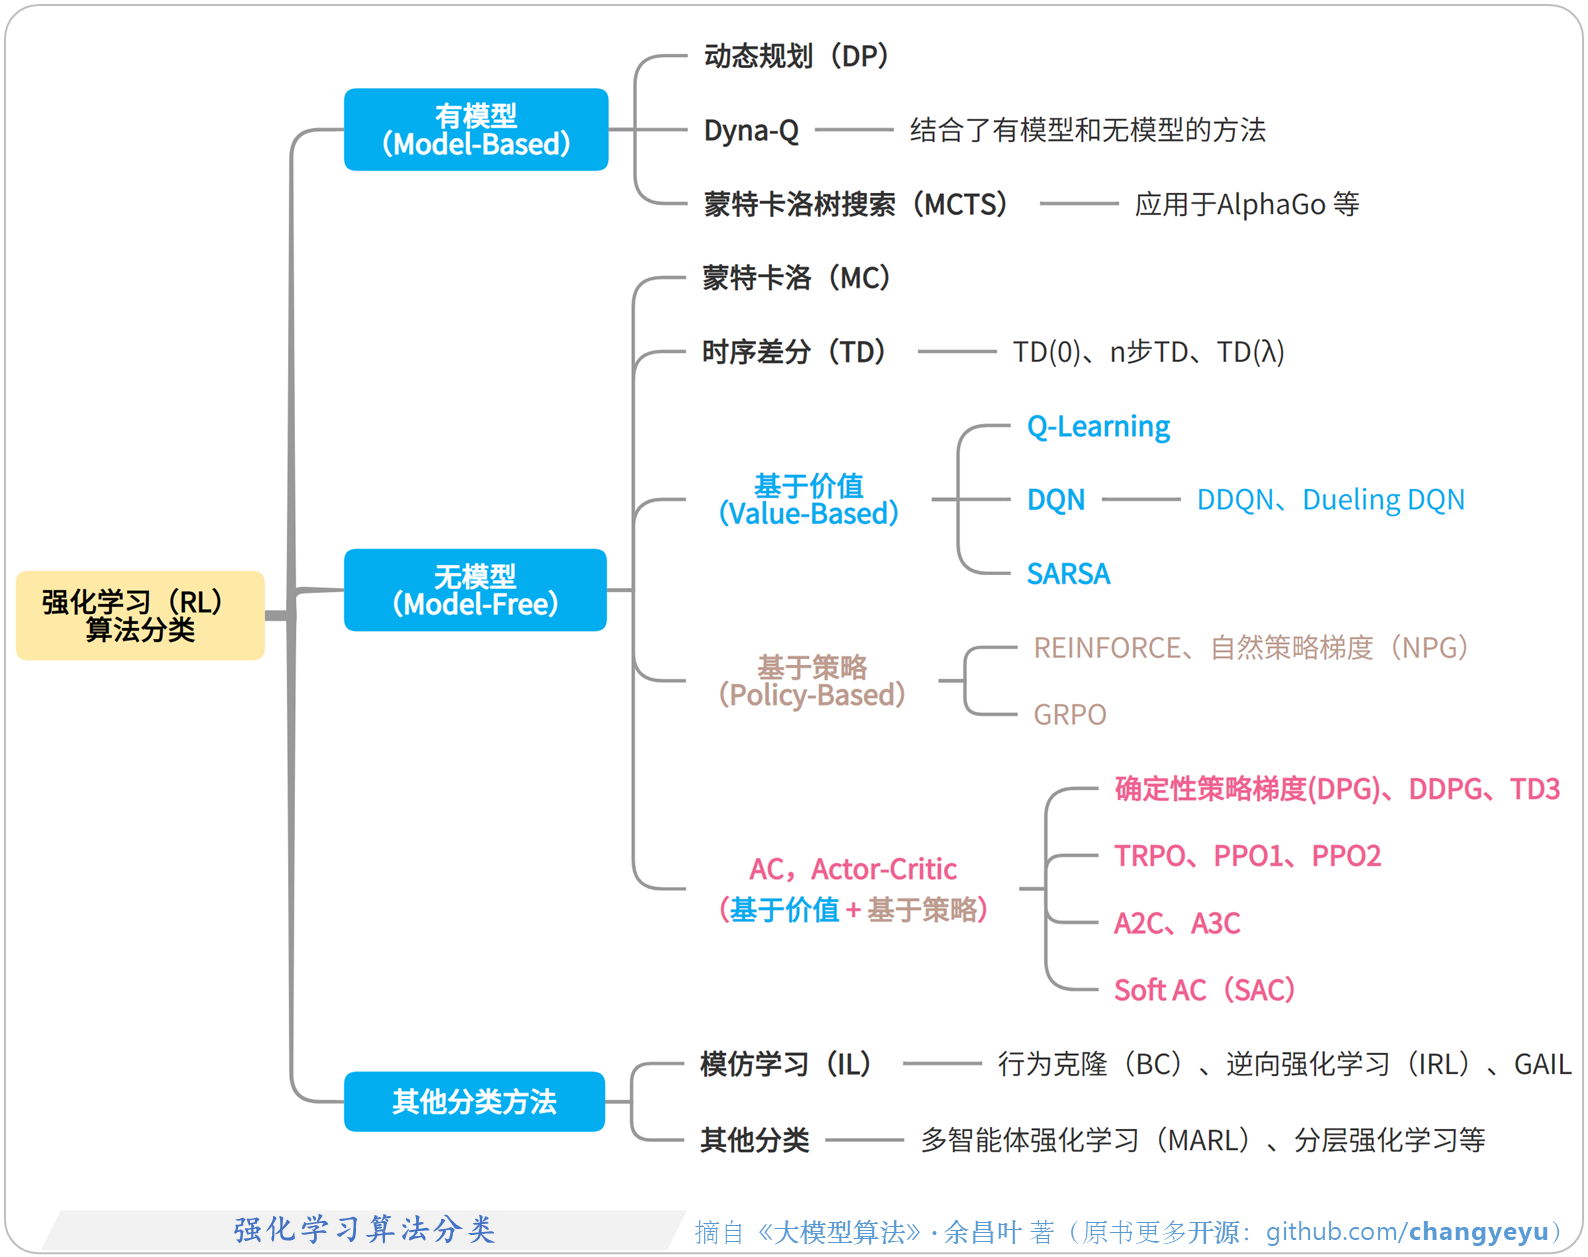 强化学习（RL）
算法分类
有模型
（Model-Based）
动态规划（DP）
Dyna-Q
结合了有模型和无模型的方法
蒙特卡洛树搜索（MCTS）
应用于AlphaGo 等
无模型
（Model-Free）
蒙特卡洛（MC）
时序差分（TD）
TD(0)、n步TD、TD(λ)
基于价值
（Value-Based）
Q-Learning
DQN
DDQN、Dueling DQN
SARSA
基于策略
（Policy-Based）
REINFORCE、自然策略梯度（NPG）
GRPO
AC，Actor-Critic
（基于价值 + 基于策略）
确定性策略梯度(DPG)、DDPG、TD3
TRPO、PPO1、PPO2
A2C、A3C
Soft AC（SAC）
其他分类方法
模仿学习（IL）
行为克隆（BC）、逆向强化学习（IRL）、GAIL
其他分类
多智能体强化学习（MARL）、分层强化学习等
强化学习算法分类
摘自《大模型算法》· 余昌叶 著（原书更多开源：github.com/changyeyu）